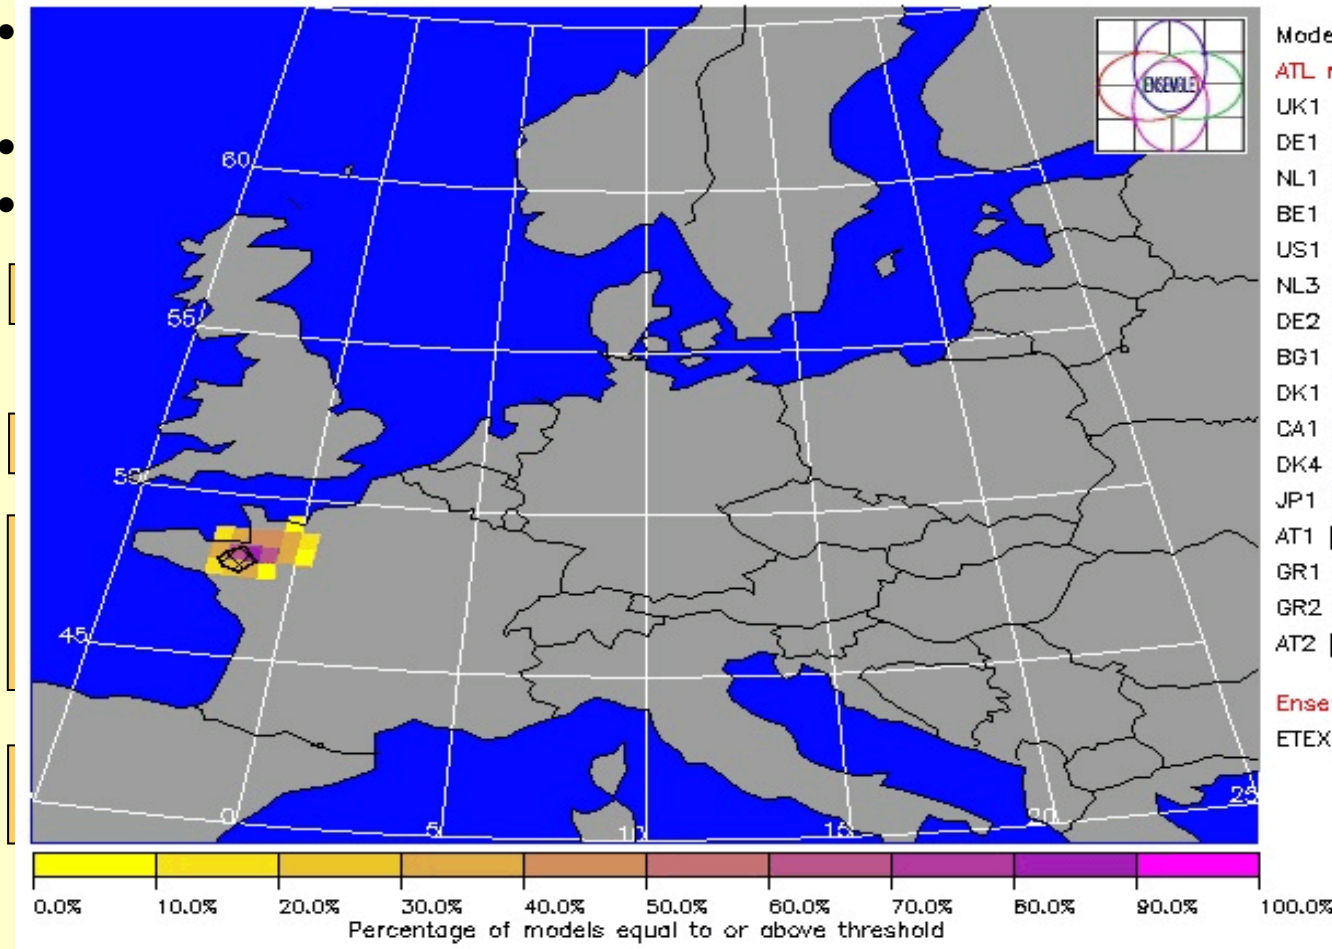 ENSEMBLE
60
55
50
45
0
5
10
15
20
25
Mode
ATL
UK1
DE1
NL1
BE1
US1
NL3
DE2
BG1
DK1
CA1
DK4
JP1
AT1
GR1
GR2
AT2
Ense
ETEX
0.0% 10.0% 20.0% 30.0% 40.0% 50.0% 60.0% 70.0% 80.0% 90.0% 100.0%
Percentage of models equal to or above threshold